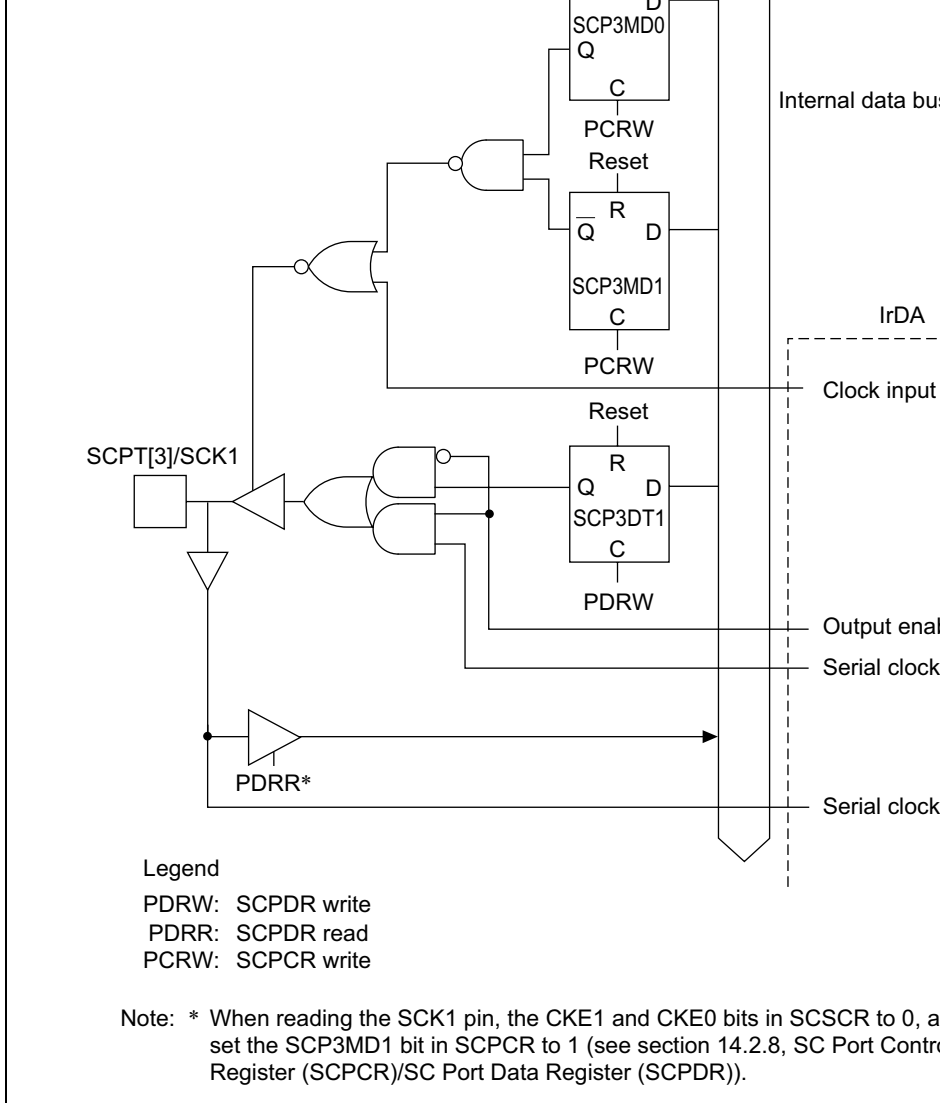 D
SCP3MD0
Q
C
Internal data bus
PCRW
Reset
R
Q
D
SCP3MD1
C
IrDA
PCRW
Clock input
Reset
SCPT[3]/SCK1
R
Q
D
SCP3DT1
C
PDRW
Output enab
Serial clock
PDRR*
Serial clock
Legend
PDRW: SCPDR write
PDRR: SCPDR read
PCRW: SCPCR write
Note: * When reading the SCK1 pin, the CKE1 and CKE0 bits in SCSCR to 0, a
set the SCP3MD1 bit in SCPCR to 1 (see section 14.2.8, SC Port Contro
Register (SCPCR)/SC Port Data Register (SCPDR)).